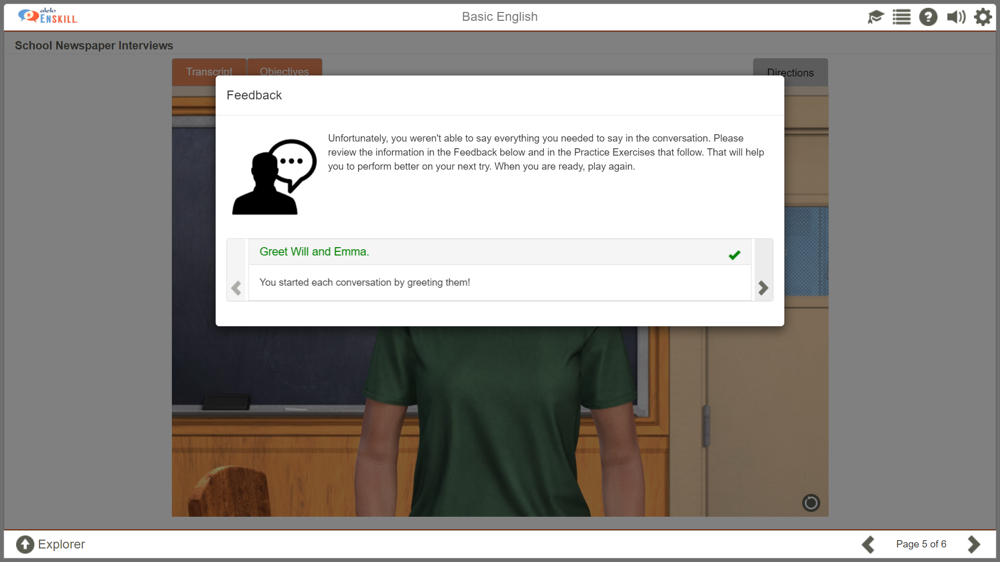 alelo
ENSKILL.
Basic English
School Newspaper Interviews
Transcript
Objectives
Directions
Feedback
Unfortunately, you weren't able to say everything you needed to say in the conversation. Please
review the information in the Feedback below and in the Practice Exercises that follow. That will help
you to perform better on your next try. When you are ready, play again.
Greet Will and Emma.
You started each conversation by greeting them!
Explorer
Page 5 of 6